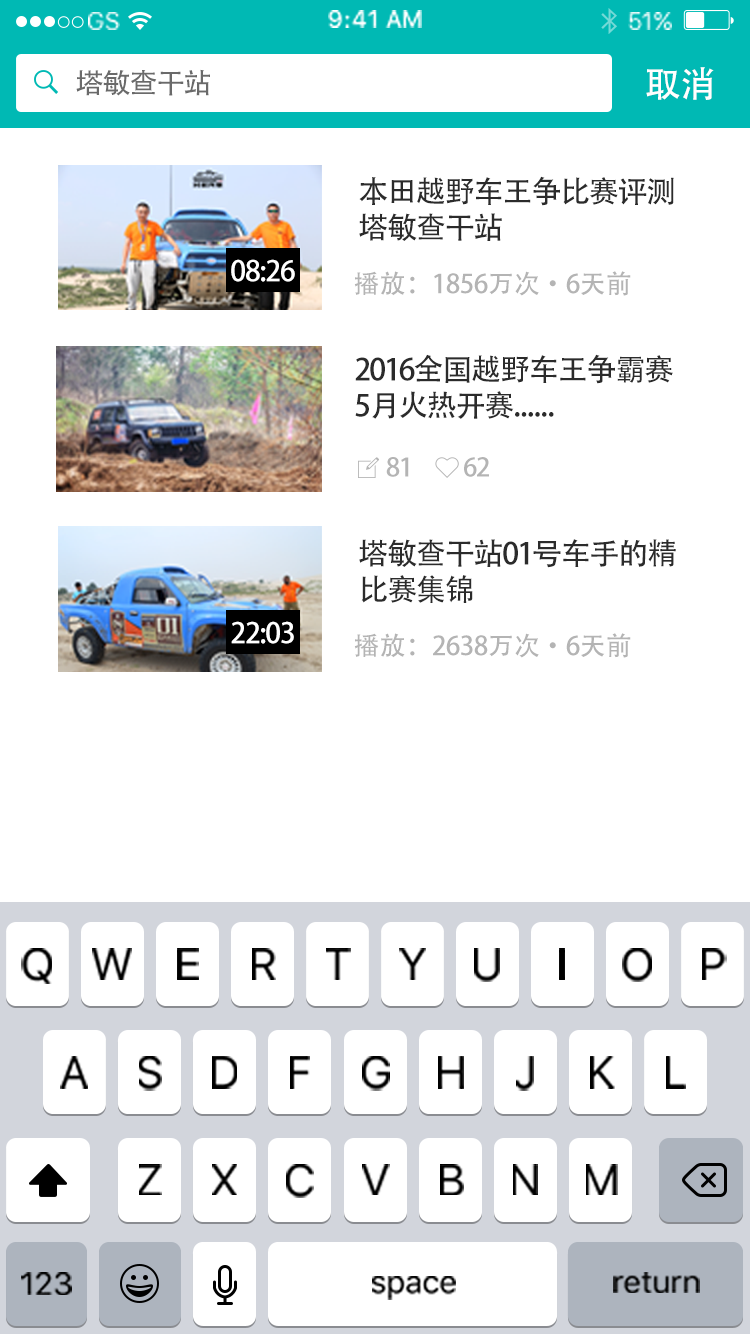 GS 9:41 AM 51%
塔敏查干站 取消
本田越野车王争比赛评测
塔敏查干站
08:26
播放：1856万次・6天前
2016全国越野车王争霸赛
5月火热开赛......
81 62
塔敏查干站01号车手的精
比赛集锦
01
22:03
播放：2638万次・6天前
Q W E R T Y U I O P
A S D F G H J K L
Z X C V B N M
123 space return